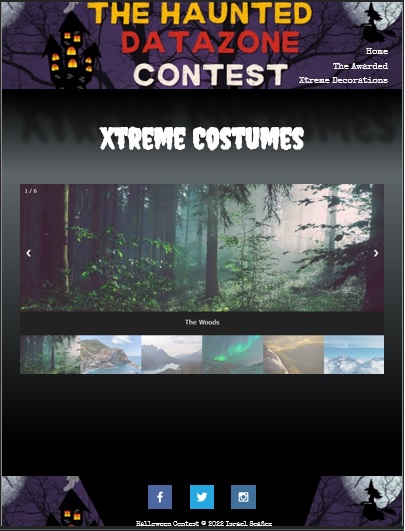 THE HAUNTED
DATAZONE
CONTEST
Home
The Awarded
Xtreme Decorations
XTREME COSTUMES
1 / 6
❮
❯
The Woods
f
Halloween Contest © 2022 Israel Soáñez